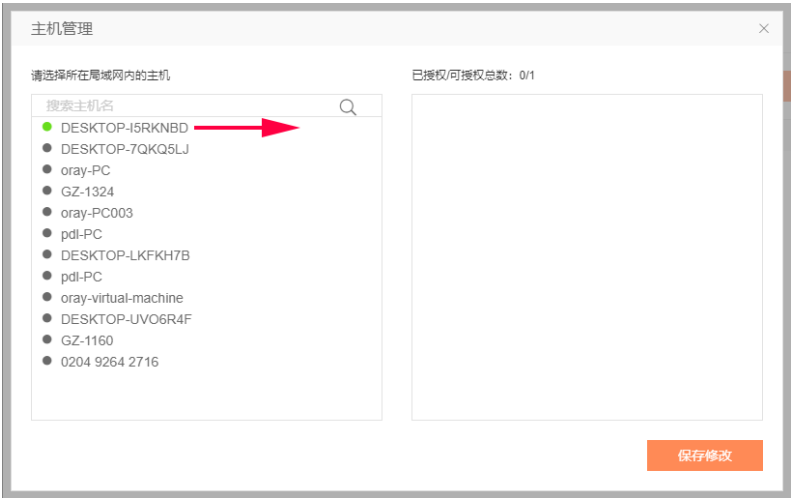 主机管理
请选择所在局域网内的主机
已授权/可授权总数：0/1
搜索主机名
DESKTOP-I5RKNBD
DESKTOP-7QKQ5LJ
oray-PC
GZ-1324
oray-PC003
pdl-PC
DESKTOP-LKFKH7B
pdl-PC
oray-virtual-machine
DESKTOP-UVO6R4F
GZ-1160
0204 9264 2716
保存修改